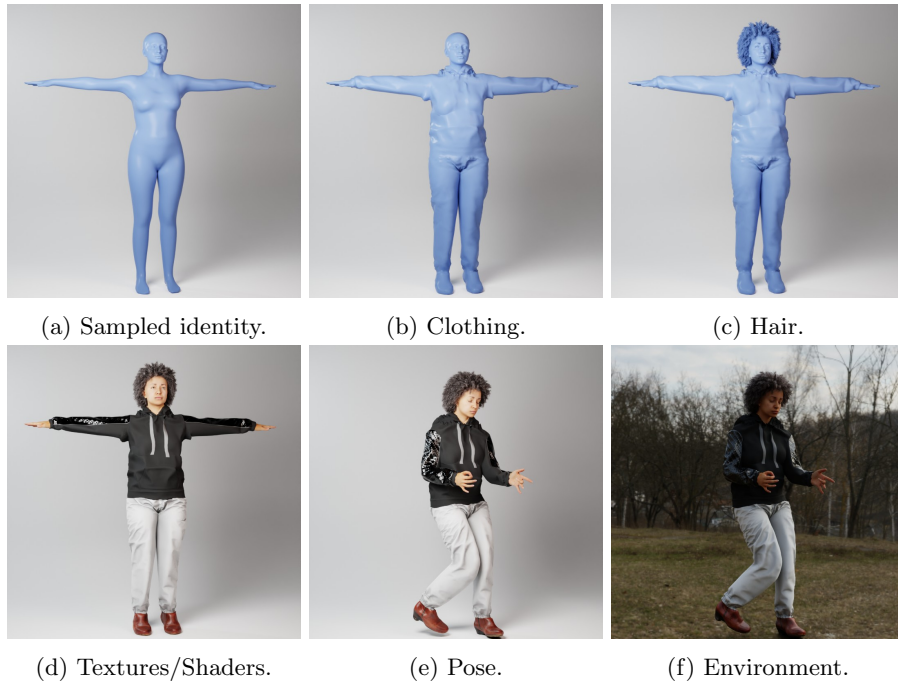 (a) Sampled identity.
(b) Clothing.
(c) Hair.
(d) Textures/Shaders.
(e) Pose.
(f) Environment.